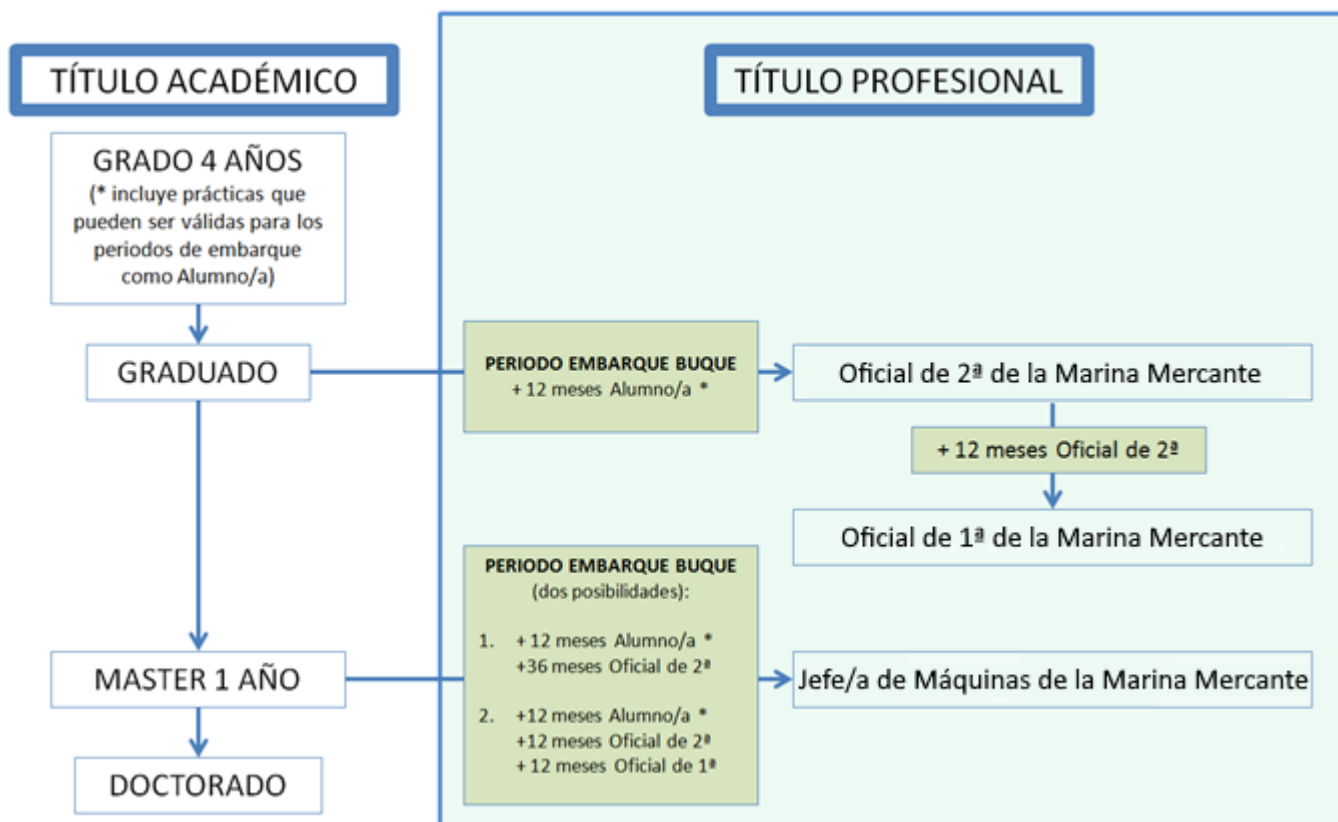 TÍTULO ACADÉMICO
TÍTULO PROFESIONAL
GRADO 4 AÑOS
(* incluye prácticas que
pueden ser válidas para los
periodos de embarque
como Alumno/a)
GRADUADO
PERIODO EMBARQUE BUQUE
+ 12 meses Alumno/a *
Oficial de 2ª de la Marina Mercante
+ 12 meses Oficial de 2ª
Oficial de 1ª de la Marina Mercante
PERIODO EMBARQUE BUQUE
(dos posibilidades):
1. + 12 meses Alumno/a *
+36 meses Oficial de 2ª
2. +12 meses Alumno/a *
+12 meses Oficial de 2ª
+ 12 meses Oficial de 1ª
MASTER 1 AÑO
Jefe/a de Máquinas de la Marina Mercante
DOCTORADO